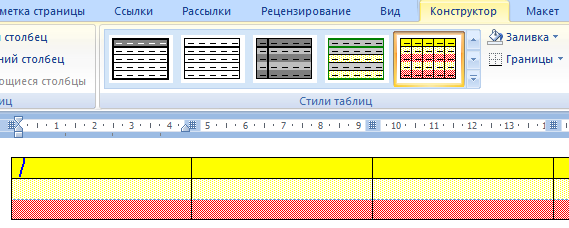 метка страницы Ссылки Рассылки Рецензирование Вид Конструктор Макет
столбец
ний столбец
ющиеся столбцы
Заливка
Границы
иц Стили таблиц
1 2 3 4 5 6 7 8 9 10 11 12 13